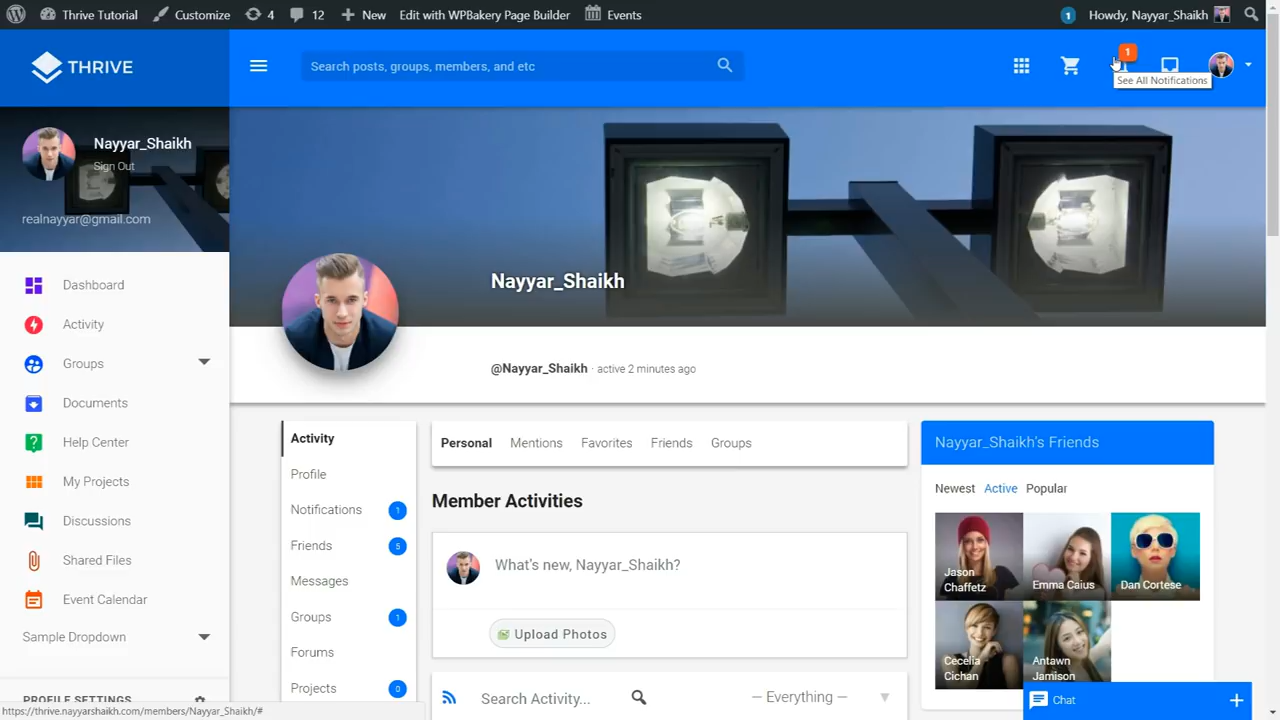 Thrive Tutorial Customize 4 12 New Edit with WPBakery Page Builder Events 1 Howdy, Nayyar_Shaikh
THRIVE
Search posts, groups, members, and etc
1
See All Notifications
Nayyar_Shaikh
Sign Out
realnayyar@gmail.com
Dashboard
Activity
Groups
Documents
Help Center
My Projects
Discussions
Shared Files
Event Calendar
Sample Dropdown
PROFILE SETTINGS
Nayyar_Shaikh
@Nayyar_Shaikh · active 2 minutes ago
Activity
Profile
Notifications 1
Friends 5
Messages
Groups 1
Forums
Projects 0
Personal Mentions Favorites Friends Groups
Member Activities
What's new, Nayyar_Shaikh?
Upload Photos
Search Activity... — Everything —
Nayyar_Shaikh's Friends
Newest Active Popular
Jason Chaffetz
Emma Caius
Dan Cortese
Cecelia Cichan
Antawn Jamison
Chat +
https://thrive.nayyarshaikh.com/members/Nayyar_Shaikh/#